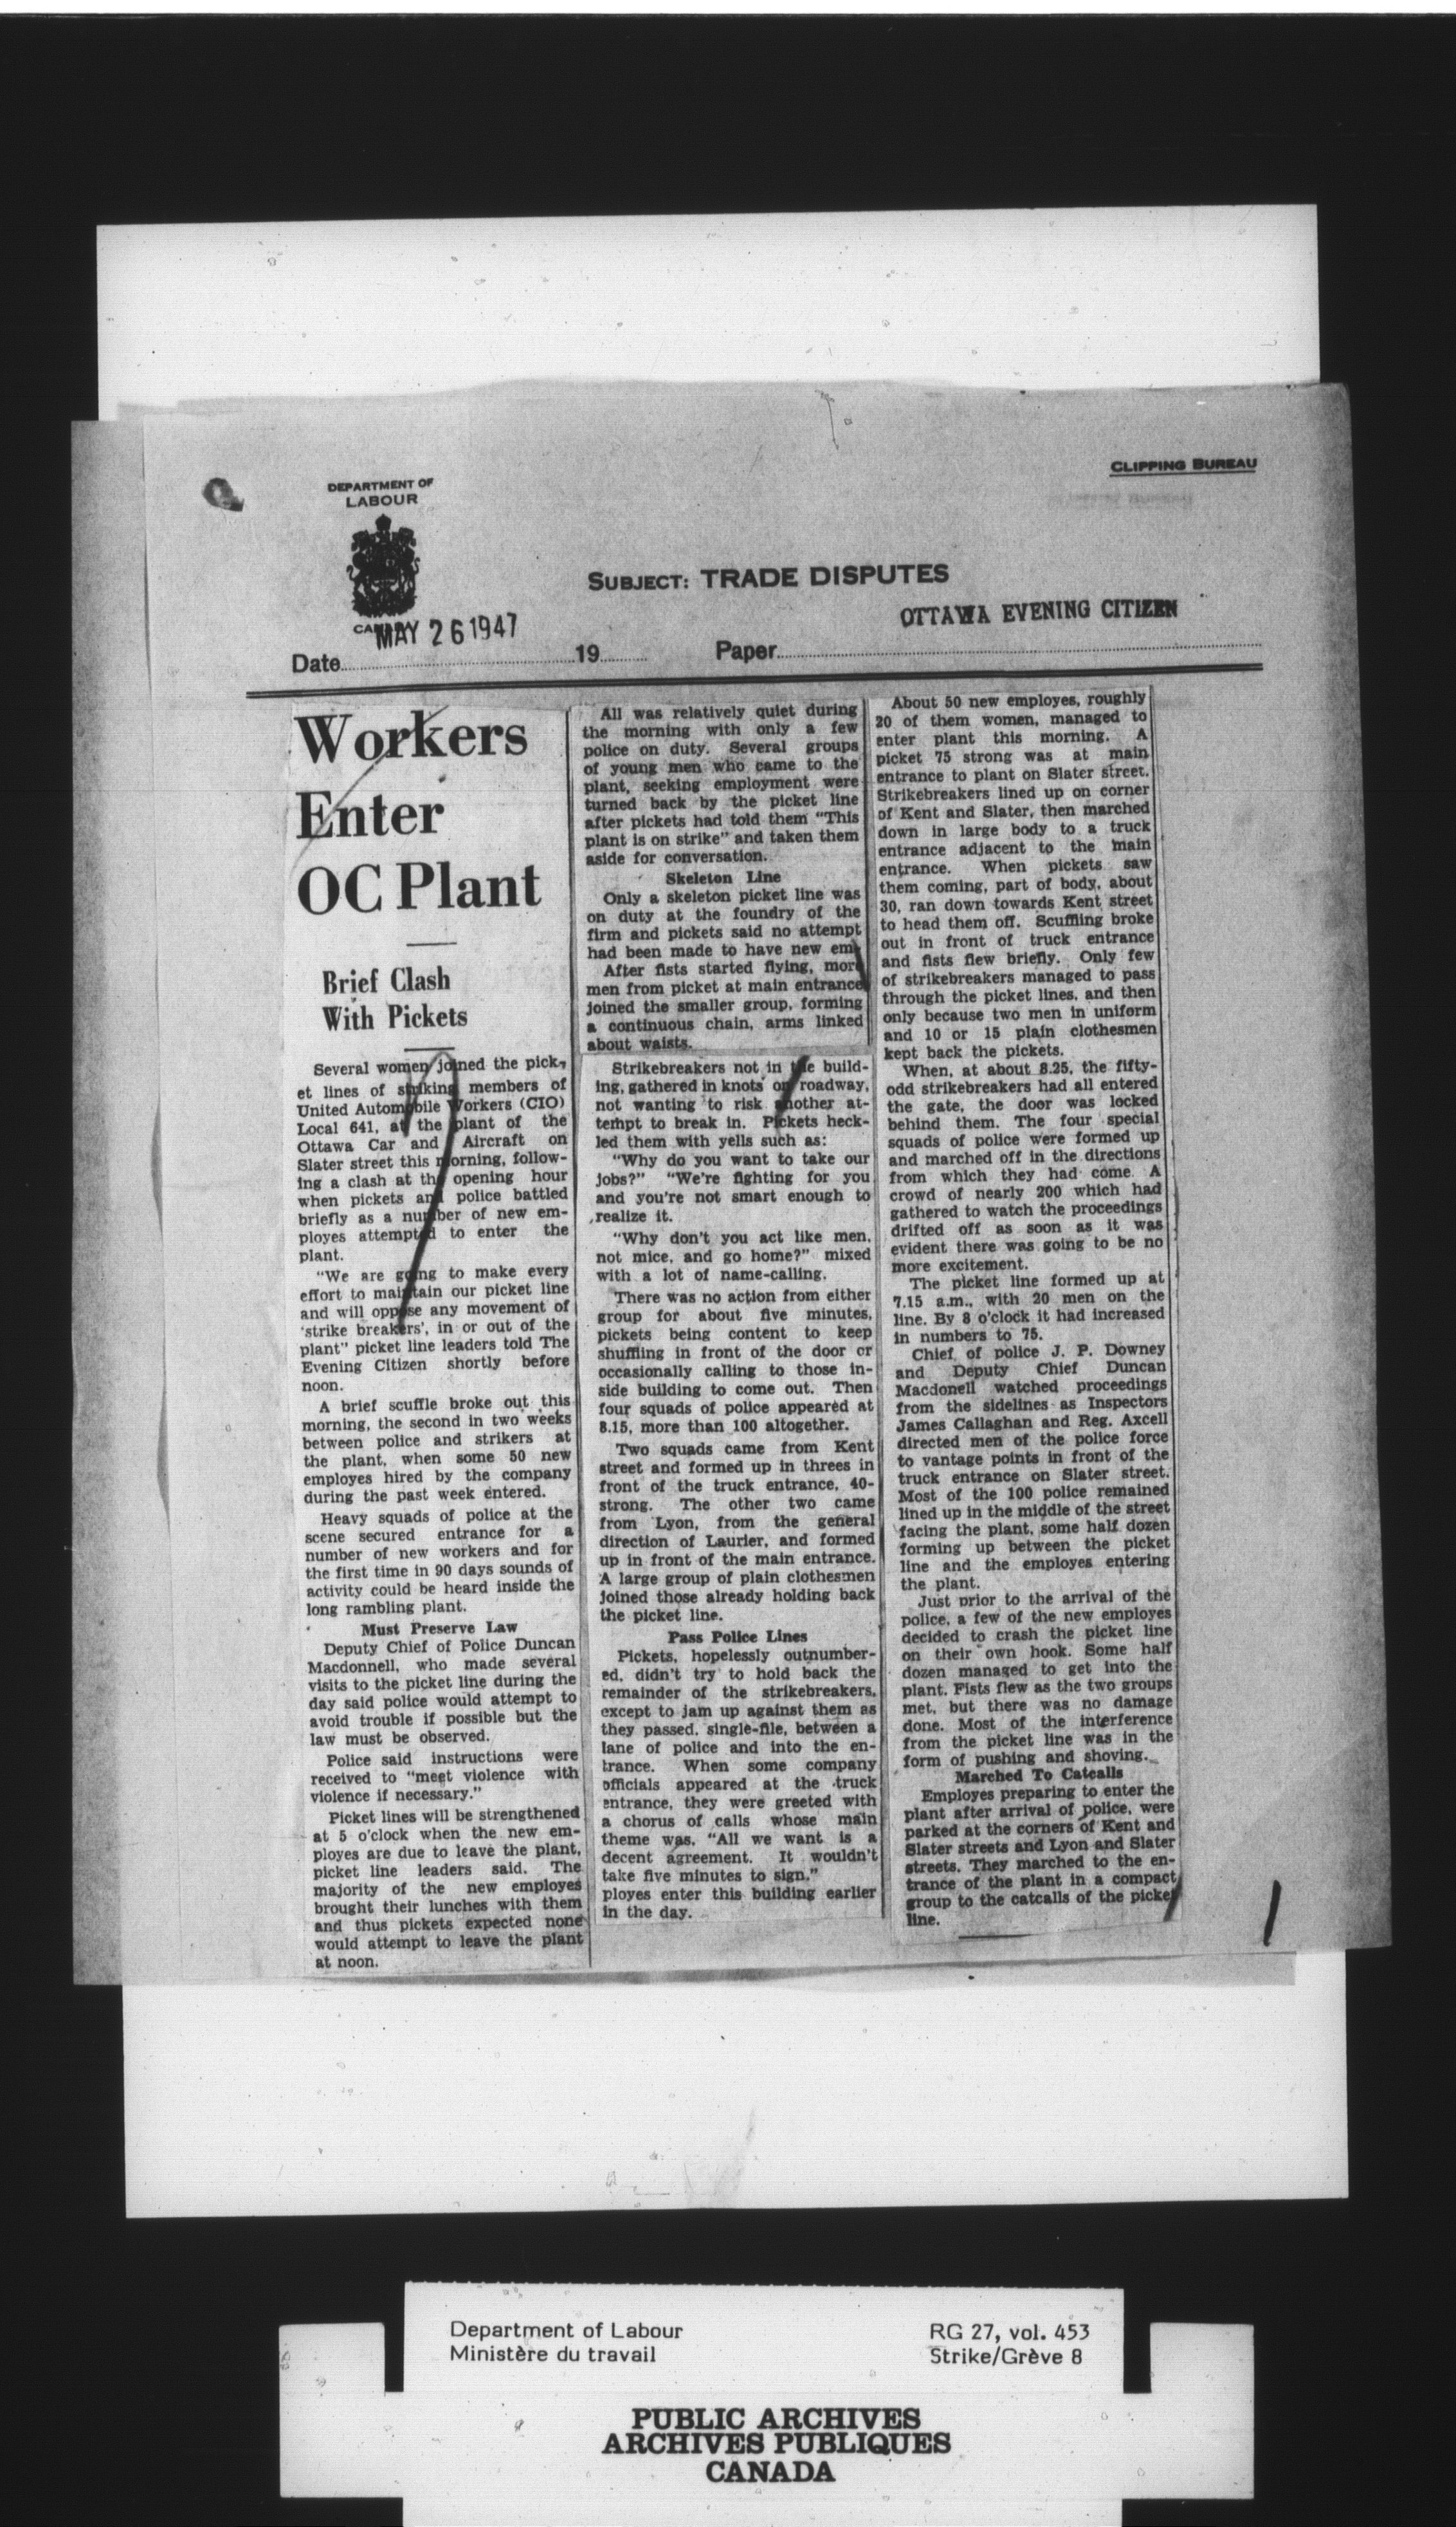 CLIPPING BUREAU
DEPARTMENT OF
LABOUR
CANADA
SUBJECT: TRADE DISPUTES
MAY 26 1947
OTTAWA EVENING CITIZEN
Date 19 Paper
Workers
Enter
OC Plant
Brief Clash
With Pickets
Several women joined the pick-
et lines of striking members of
United Automobile Workers (CIO)
Local 641, at the plant of the
Ottawa Car and Aircraft on
Slater street this morning, follow-
ing a clash at the opening hour
when pickets and police battled
briefly as a number of new em-
ployes attempted to enter the
plant.
"We are going to make every
effort to maintain our picket line
and will oppose any movement of
'strike breakers', in or out of the
plant" picket line leaders told The
Evening Citizen shortly before
noon.
A brief scuffle broke out this
morning, the second in two weeks
between police and strikers at
the plant, when some 50 new
employes hired by the company
during the past week entered.
Heavy squads of police at the
scene secured entrance for a
number of new workers and for
the first time in 90 days sounds of
activity could be heard inside the
long rambling plant.
Must Preserve Law
Deputy Chief of Police Duncan
Macdonnell, who made several
visits to the picket line during the
day said police would attempt to
avoid trouble if possible but the
law must be observed.
Police said instructions were
received to "meet violence with
violence if necessary."
Picket lines will be strengthened
at 5 o'clock when the new em-
ployes are due to leave the plant,
picket line leaders said. The
majority of the new employes
brought their lunches with them
and thus pickets expected none
would attempt to leave the plant
at noon.
All was relatively quiet during
the morning with only a few
police on duty. Several groups
of young men who came to the
plant, seeking employment were
turned back by the picket line
after pickets had told them "This
plant is on strike" and taken them
aside for conversation.
Skeleton Line
Only a skeleton picket line was
on duty at the foundry of the
firm and pickets said no attempt
had been made to have new em-
After fists started flying, more
men from picket at main entrance
joined the smaller group, forming
a continuous chain, arms linked
about waists.
Strikebreakers not in the build-
ing, gathered in knots on roadway,
not wanting to risk another at-
tempt to break in. Pickets heck-
led them with yells such as:
"Why do you want to take our
jobs?" "We're fighting for you
and you're not smart enough to
realize it.
"Why don't you act like men,
not mice, and go home?" mixed
with a lot of name-calling.
There was no action from either
group for about five minutes,
pickets being content to keep
shuffling in front of the door or
occasionally calling to those in-
side building to come out. Then
four squads of police appeared at
8.15, more than 100 altogether.
Two squads came from Kent
street and formed up in threes in
front of the truck entrance, 40-
strong. The other two came
from Lyon, from the general
direction of Laurier, and formed
up in front of the main entrance.
A large group of plain clothesmen
joined those already holding back
the picket line.
Pass Police Lines
Pickets, hopelessly outnumber-
ed, didn't try to hold back the
remainder of the strikebreakers,
except to jam up against them as
they passed, single-file, between a
lane of police and into the en-
trance. When some company
officials appeared at the truck
entrance, they were greeted with
a chorus of calls whose main
theme was, "All we want is a
decent agreement. It wouldn't
take five minutes to sign."
ployes enter this building earlier
in the day.
About 50 new employes, roughly
20 of them women, managed to
enter plant this morning. A
picket 75 strong was at main
entrance to plant on Slater street.
Strikebreakers lined up on corner
of Kent and Slater, then marched
down in large body to a truck
entrance adjacent to the main
entrance. When pickets saw
them coming, part of body, about
30, ran down towards Kent street
to head them off. Scuffling broke
out in front of truck entrance
and fists flew briefly. Only few
of strikebreakers managed to pass
through the picket lines, and then
only because two men in uniform
and 10 or 15 plain clothesmen
kept back the pickets.
When, at about 8.25, the fifty-
odd strikebreakers had all entered
the gate, the door was locked
behind them. The four special
squads of police were formed up
and marched off in the directions
from which they had come. A
crowd of nearly 200 which had
gathered to watch the proceedings
drifted off as soon as it was
evident there was going to be no
more excitement.
The picket line formed up at
7.15 a.m., with 20 men on the
line. By 8 o'clock it had increased
in numbers to 75.
Chief of police J. P. Downey
and Deputy Chief Duncan
Macdonell watched proceedings
from the sidelines as Inspectors
James Callaghan and Reg. Axcell
directed men of the police force
to vantage points in front of the
truck entrance on Slater street.
Most of the 100 police remained
lined up in the middle of the street
facing the plant, some half dozen
forming up between the picket
line and the employes entering
the plant.
Just prior to the arrival of the
police, a few of the new employes
decided to crash the picket line
on their own hook. Some half
dozen managed to get into the
plant. Fists flew as the two groups
met, but there was no damage
done. Most of the interference
from the picket line was in the
form of pushing and shoving.
Marched To Catcalls
Employes preparing to enter the
plant after arrival of police, were
parked at the corners of Kent and
Slater streets and Lyon and Slater
streets. They marched to the en-
trance of the plant in a compact
group to the catcalls of the picket
line.
Department of Labour
Ministère du travail
RG 27, vol. 453
Strike/Grève 8
PUBLIC ARCHIVES
ARCHIVES PUBLIQUES
CANADA